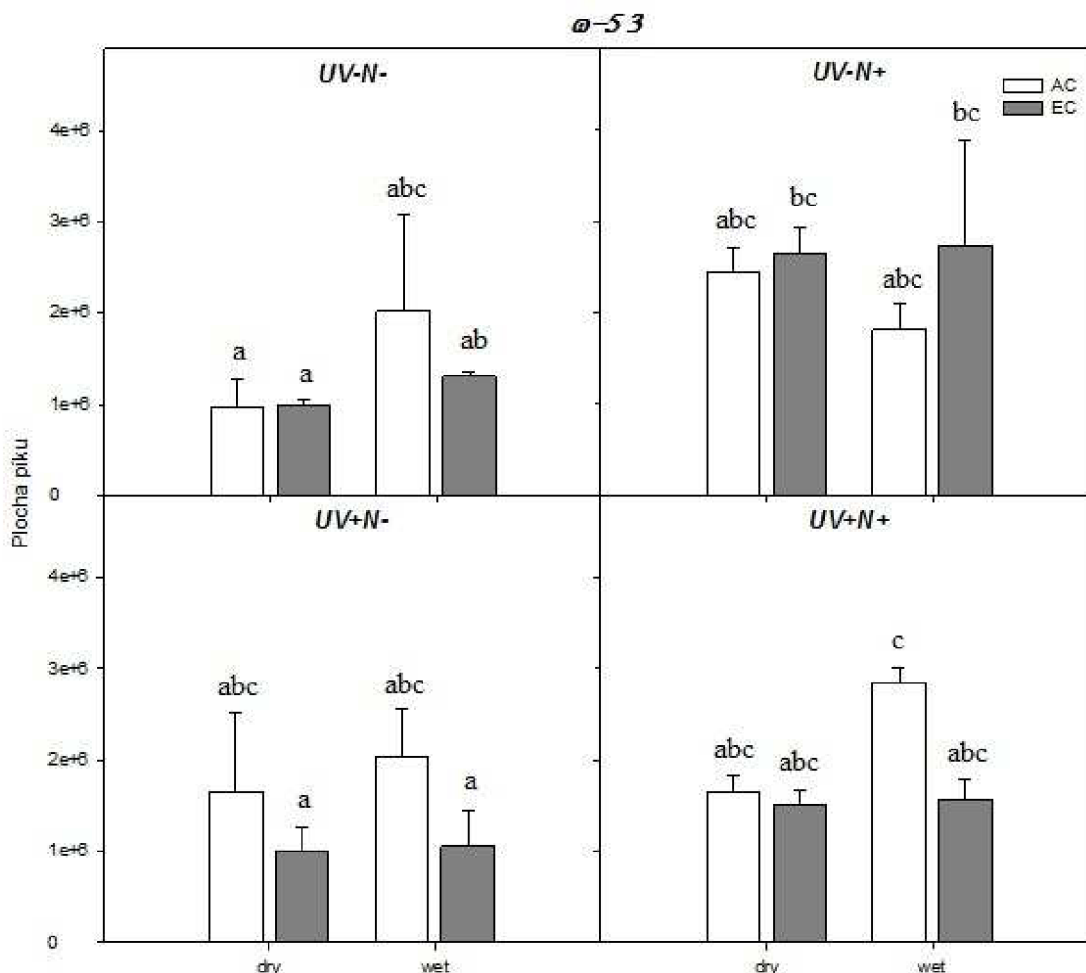 ω-53
UV-N-
UV-N+
AC
EC
4e+6
3e+6
2e+6
1e+6
0
a
a
abc
ab
abc
bc
abc
bc
Plocha píku
UV+N-
UV+N+
4e+6
3e+6
2e+6
1e+6
0
abc
a
abc
a
abc
abc
c
abc
dry
wet
dry
wet